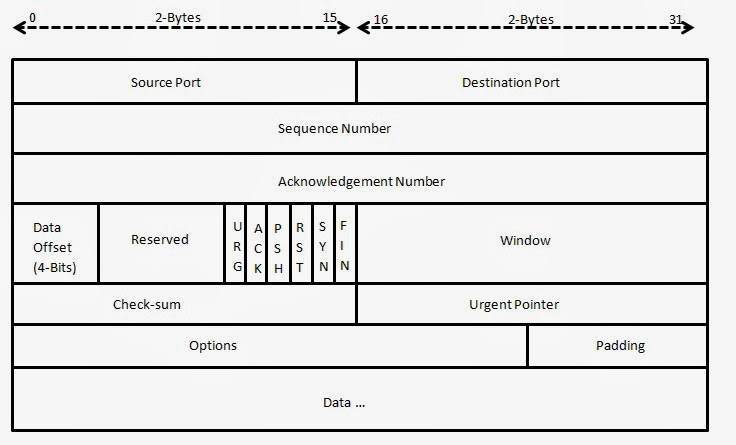 0 2-Bytes 15 16 2-Bytes 31
Source Port Destination Port
Sequence Number
Acknowledgement Number
Data
Offset
(4-Bits)
Reserved
URG
ACK
PSH
RST
SYN
FIN
Window
Check-sum Urgent Pointer
Options Padding
Data ...